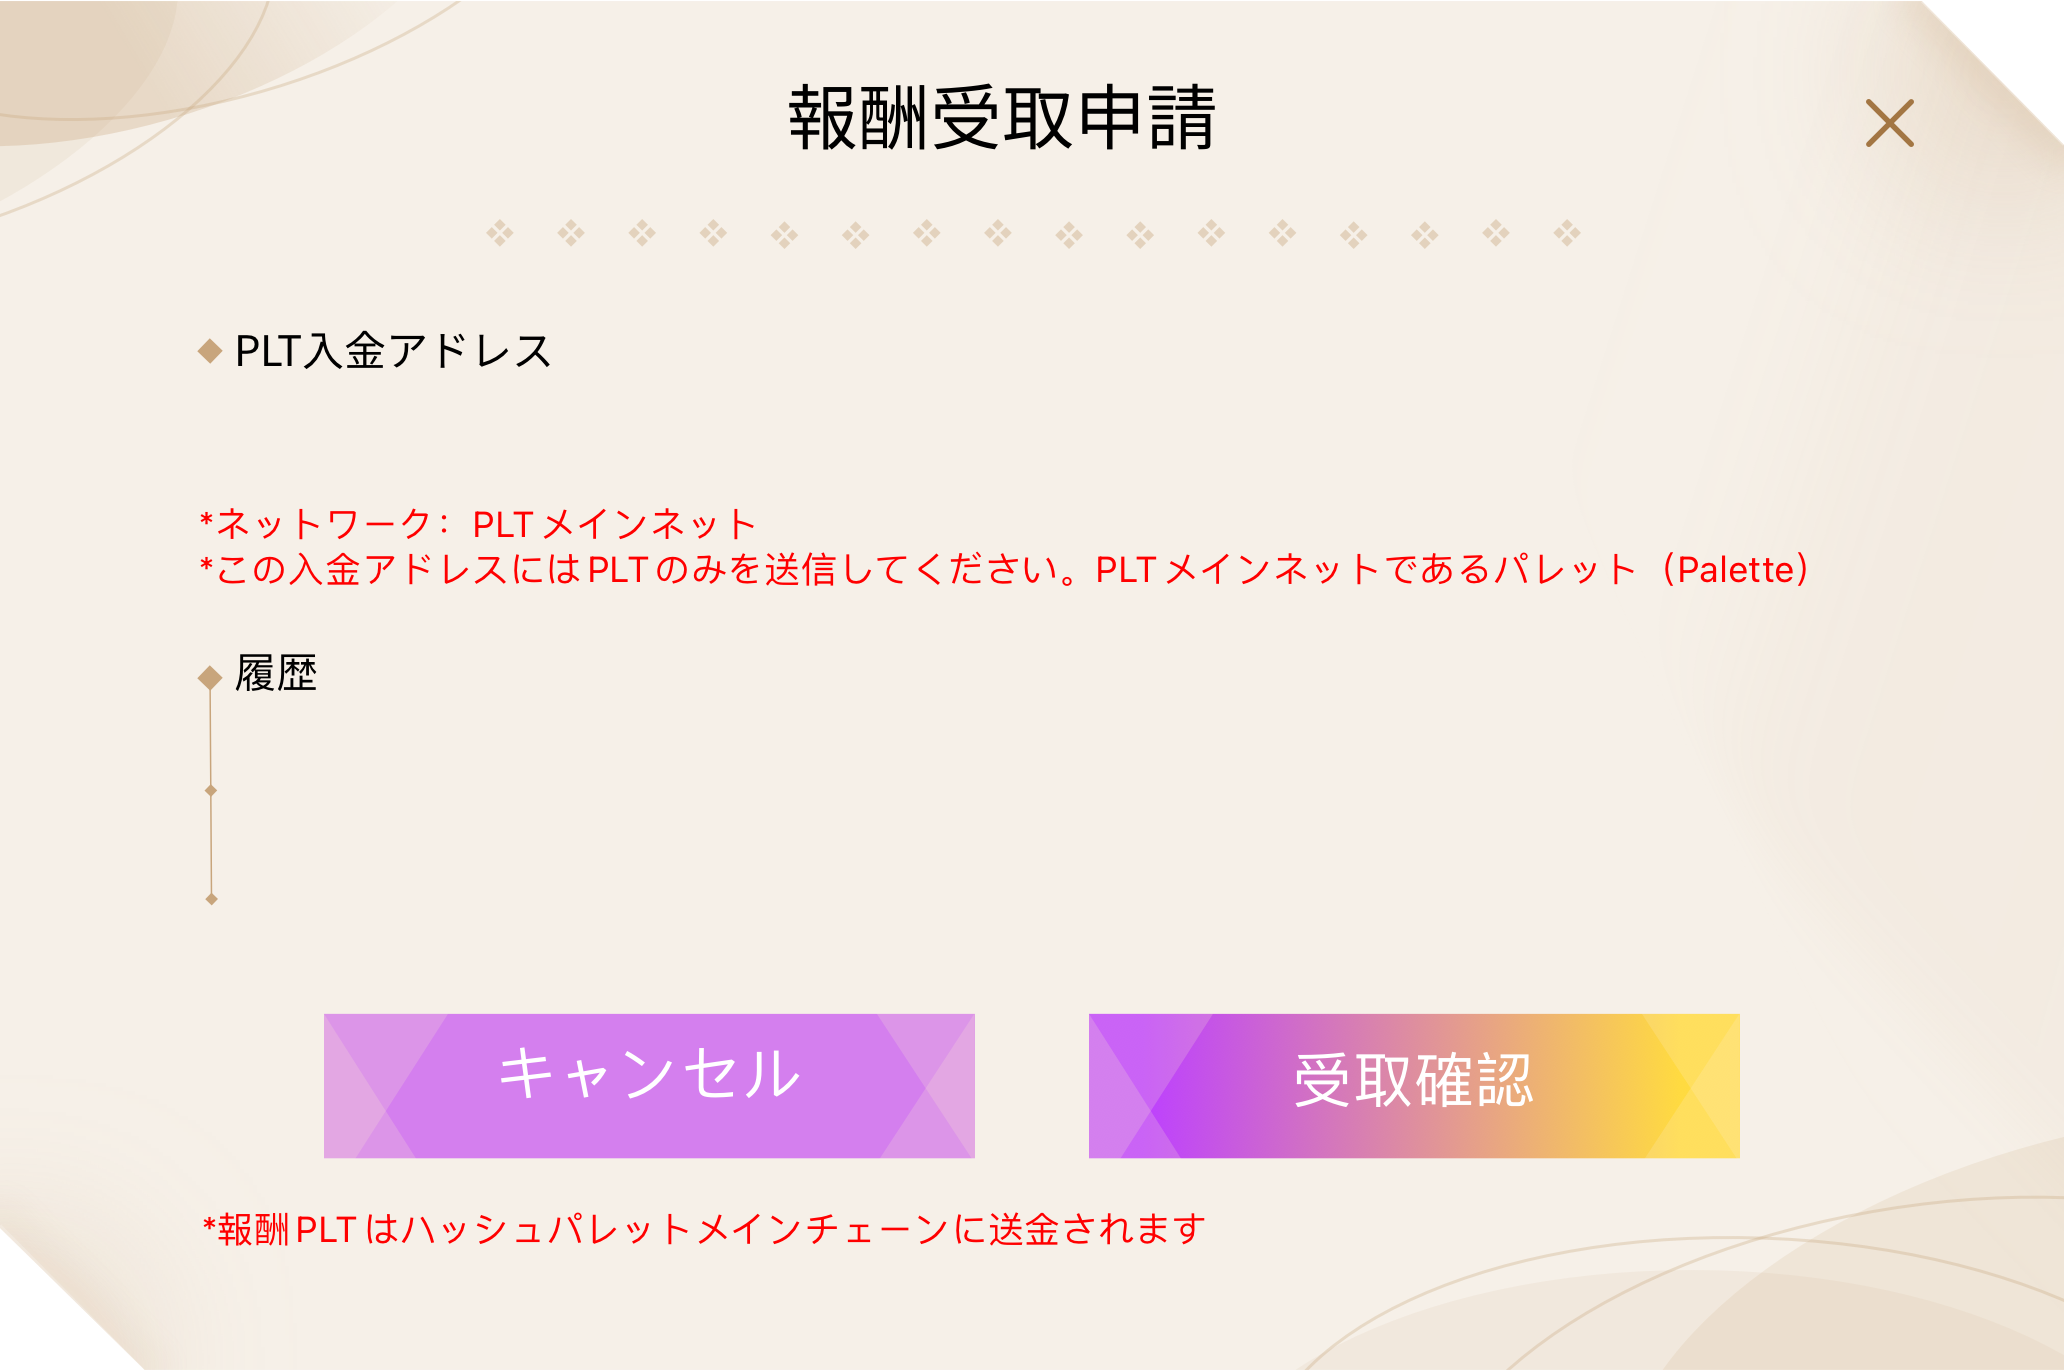 報酬受取申請
PLT入金アドレス
*ネットワーク：PLTメインネット
*この入金アドレスにはPLTのみを送信してください。PLTメインネットであるパレット（Palette）
履歴
キャンセル
受取確認
*報酬PLTはハッシュパレットメインチェーンに送金されます